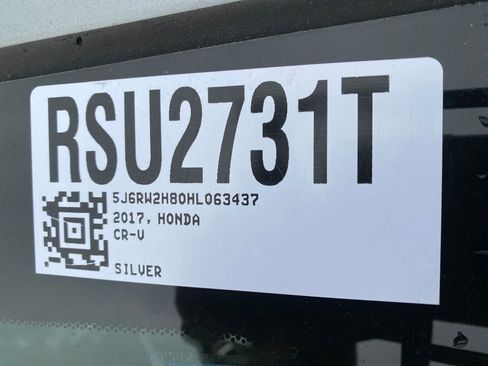 RSU2731T
5J6RW2H80HL063437
2017, HONDA
CR-V
SILVER